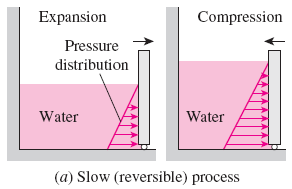 Expansion
Compression
Pressure
distribution
Water
Water
(a) Slow (reversible) process